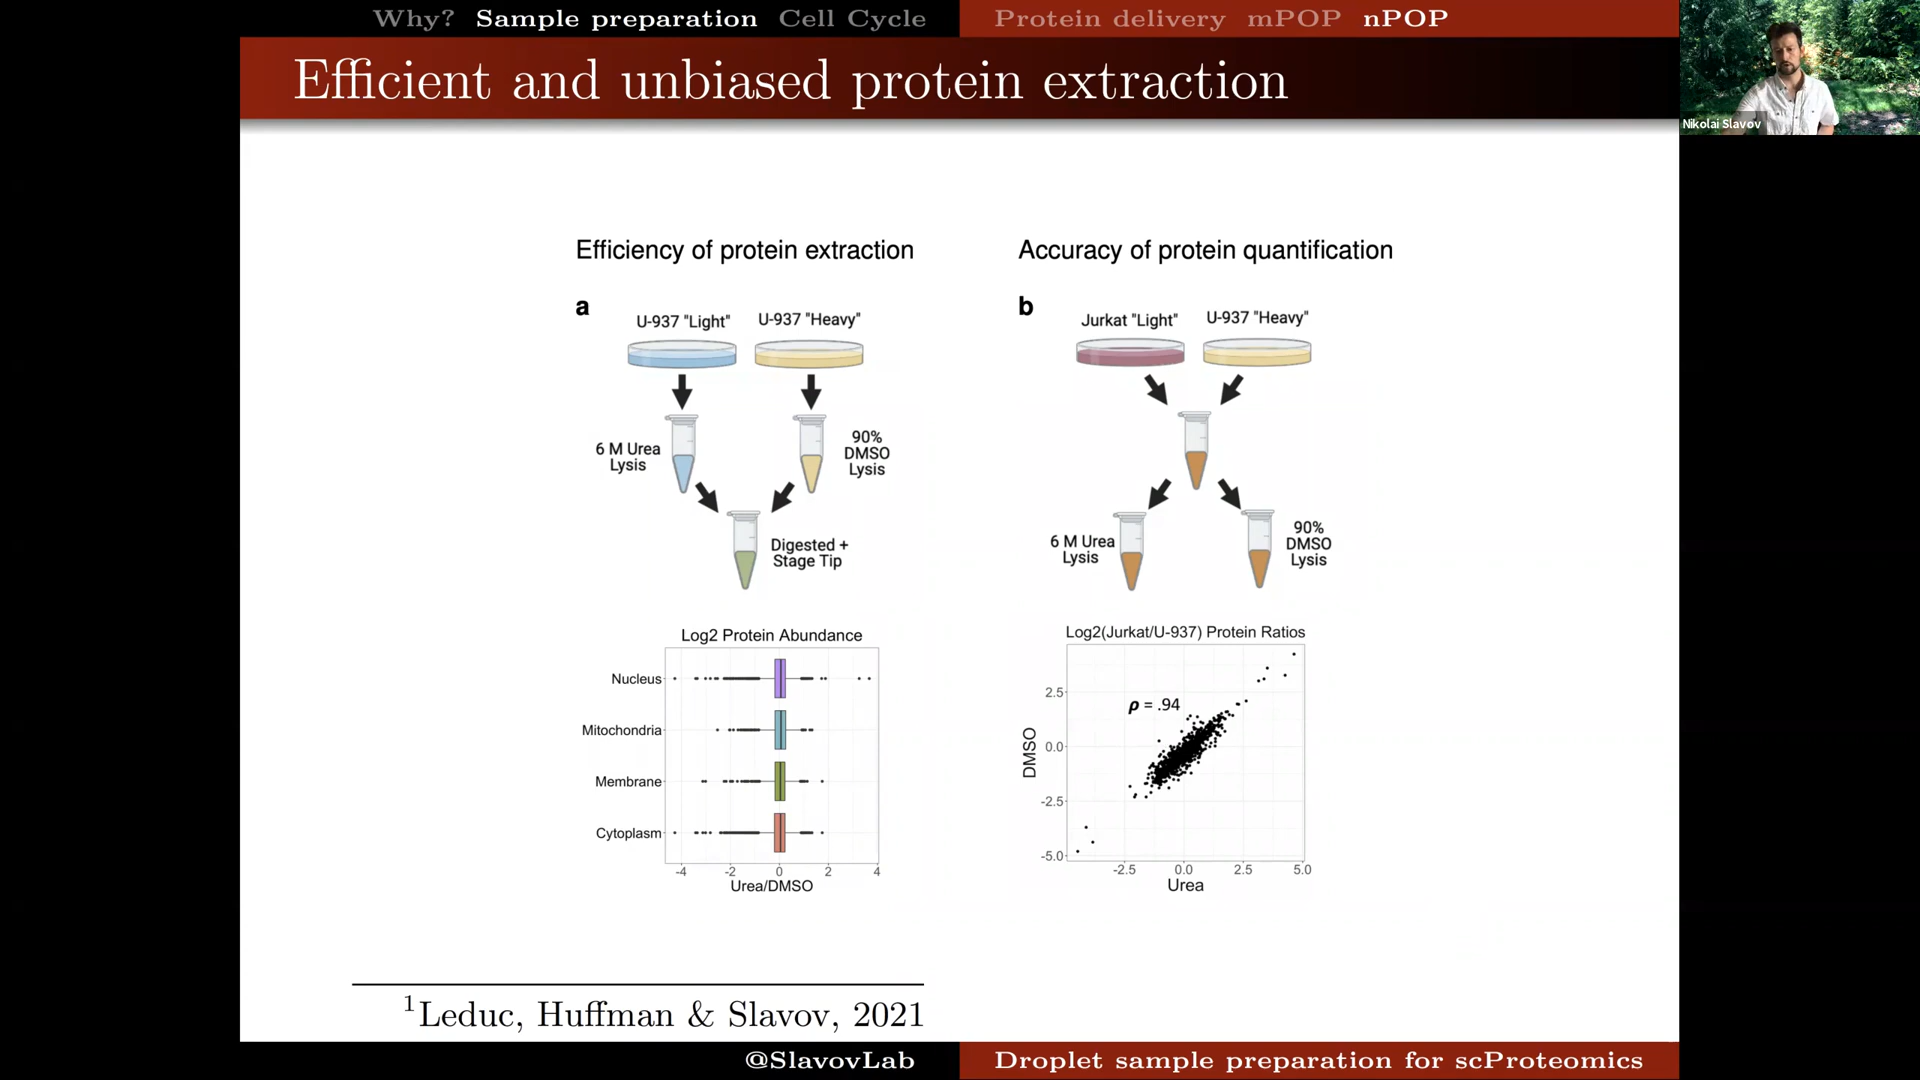 Why? Sample preparation Cell Cycle
Protein delivery mPOP nPOP
Efficient and unbiased protein extraction
Nikolai Slavov
Efficiency of protein extraction
a
U-937 "Light"
U-937 "Heavy"
6 M Urea
Lysis
90%
DMSO
Lysis
Digested +
Stage Tip
Log2 Protein Abundance
Nucleus
Mitochondria
Membrane
Cytoplasm
-4 -2 0 2 4
Urea/DMSO
Accuracy of protein quantification
b
Jurkat "Light"
U-937 "Heavy"
6 M Urea
Lysis
90%
DMSO
Lysis
Log2(Jurkat/U-937) Protein Ratios
ρ = .94
DMSO
2.5
0.0
-2.5
-5.0
-2.5 0.0 2.5 5.0
Urea
1Leduc, Huffman & Slavov, 2021
@SlavovLab
Droplet sample preparation for scProteomics